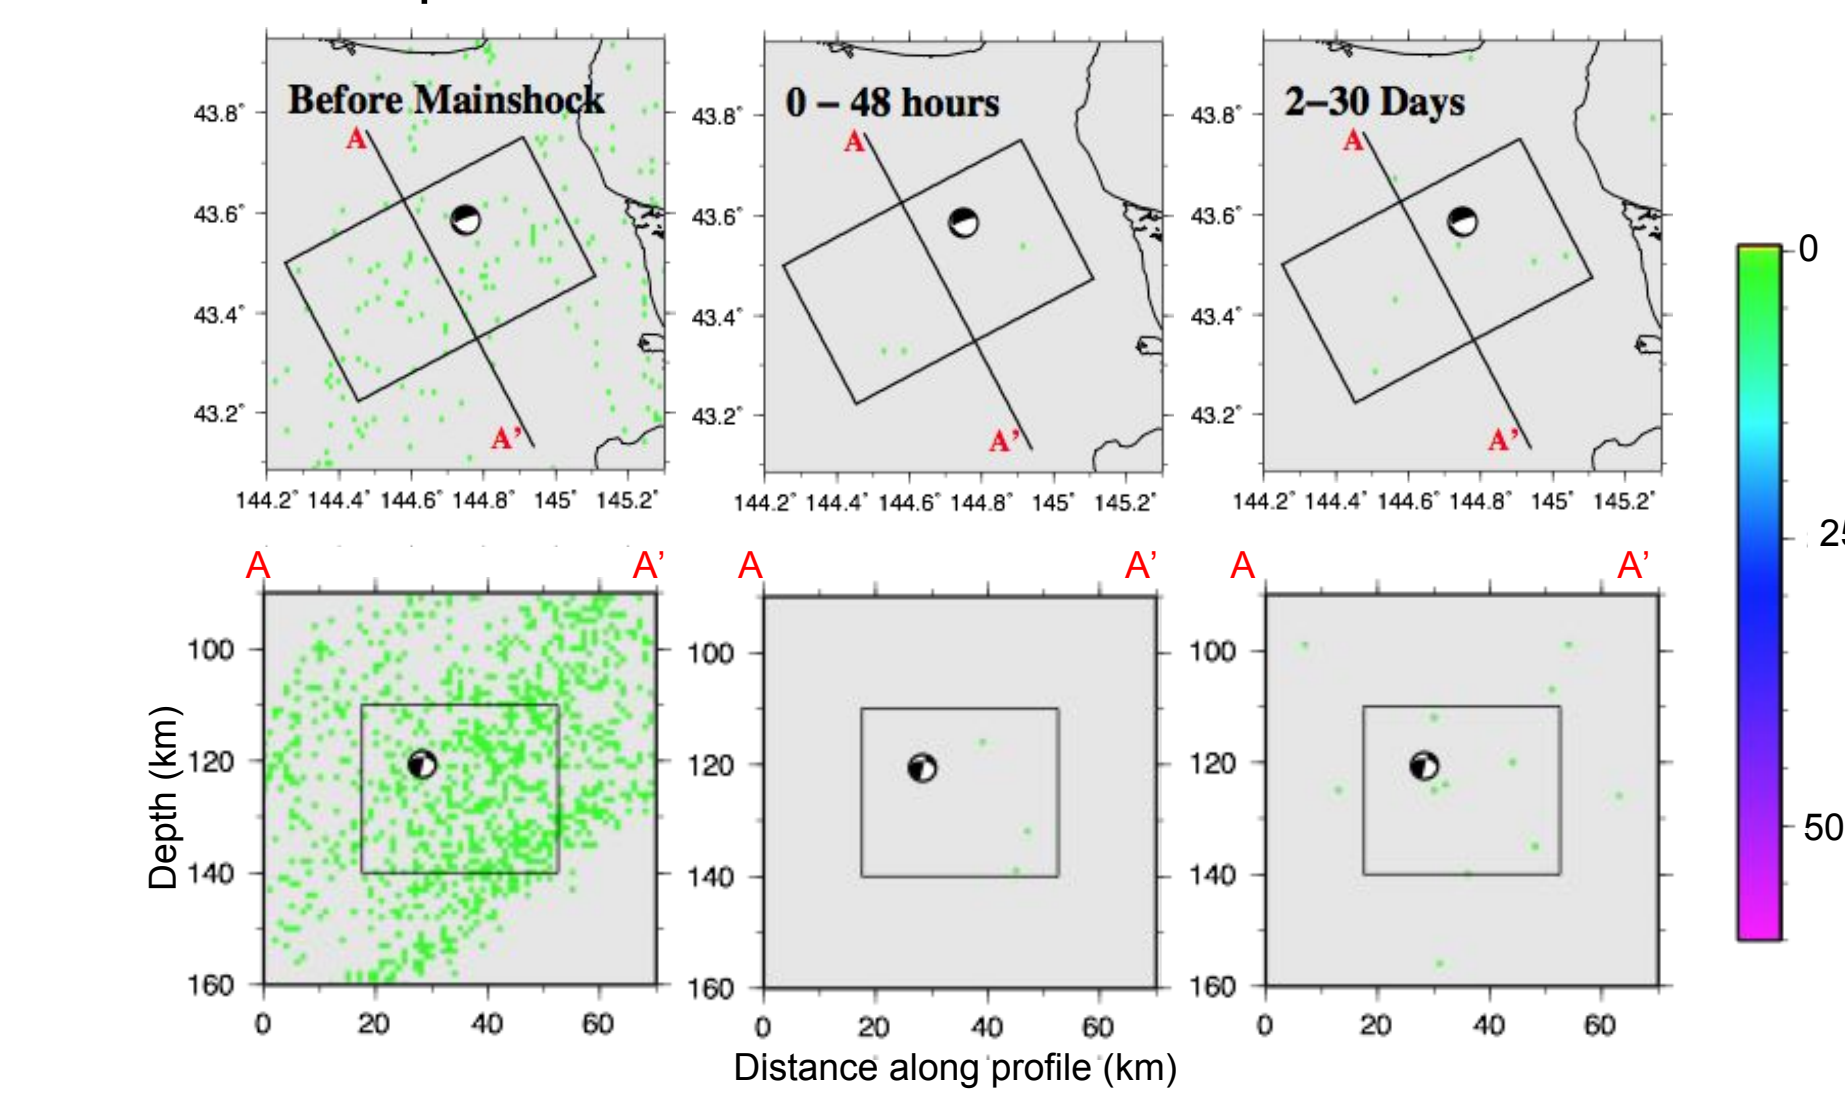 Before Mainshock
0 – 48 hours
2–30 Days
A
A
A
43.8°
43.6°
43.4°
43.2°
43.8°
43.6°
43.4°
43.2°
43.8°
43.6°
43.4°
43.2°
A’
A’
A’
144.2° 144.4° 144.6° 144.8° 145° 145.2°
144.2° 144.4° 144.6° 144.8° 145° 145.2°
144.2° 144.4° 144.6° 144.8° 145° 145.2°
0
25
50
A A’
A A’
A A’
Depth (km)
100
120
140
160
100
120
140
160
100
120
140
160
0 20 40 60
0 20 40 60
0 20 40 60
Distance along profile (km)